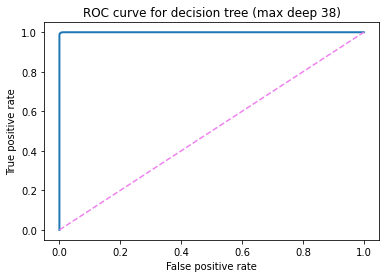 ROC curve for decision tree (max deep 38)
1.0
0.8
0.6
0.4
0.2
0.0
True positive rate
0.0 0.2 0.4 0.6 0.8 1.0
False positive rate